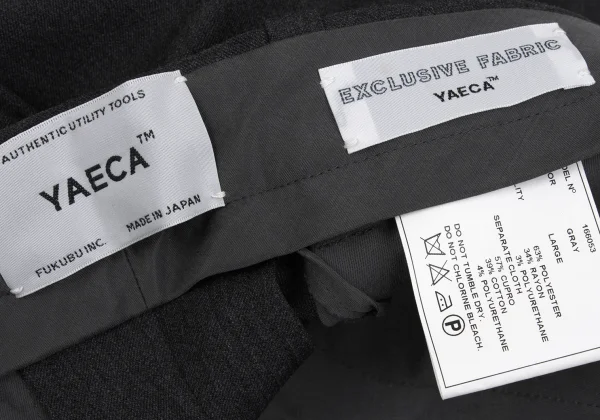 AUTHENTIC UTILITY TOOLS
YAECA™
MADE IN JAPAN
FUKUBU INC.
EXCLUSIVE FABRIC
YAECA™
166053
GRAY
LARGE
63% POLYESTER
34% RAYON
3% POLYURETHANE
SEPARATE CLOTH
57% CUPRO
39% COTTON
4% POLYURETHANE
DO NOT TUMBLE DRY.
DO NOT CHLORINE BLEACH.
P